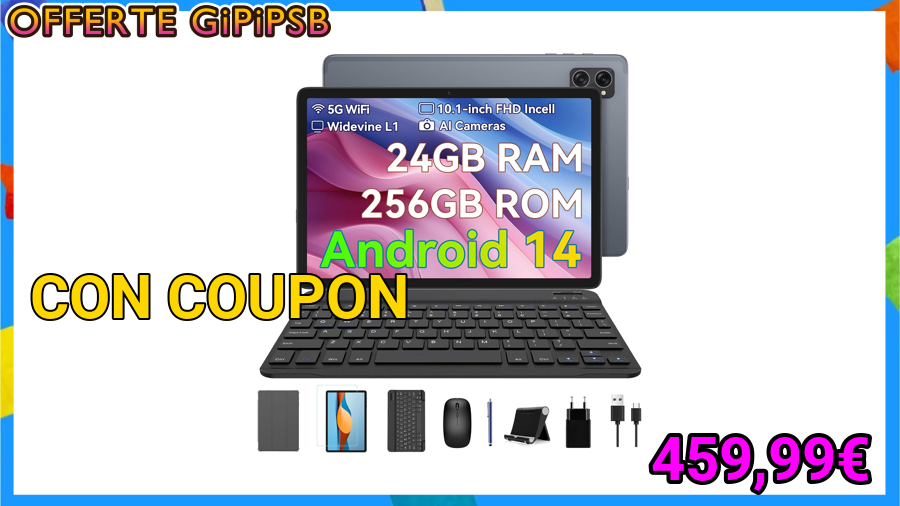 OFFERTE GiPiPSB
5G WiFi
10.1-inch FHD Incell
Widevine L1
AI Cameras
24GB RAM
256GB ROM
Android 14
CON COUPON
459,99€